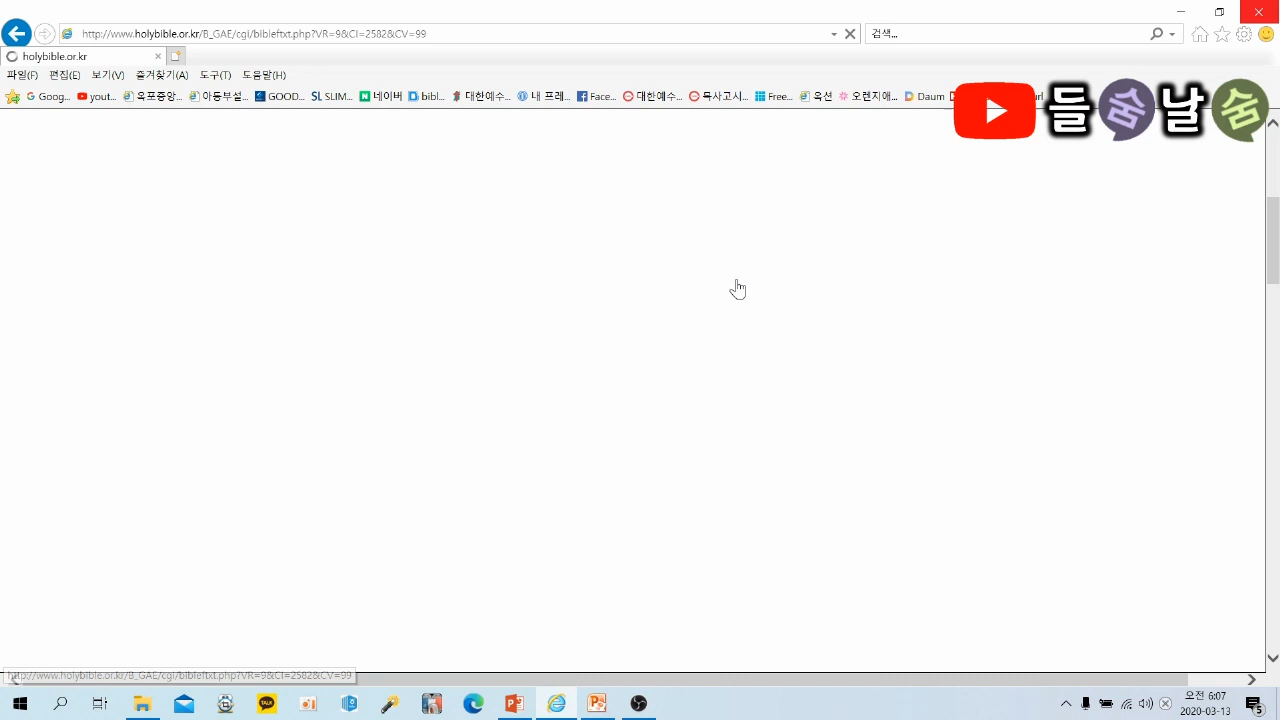 http://www.holybible.or.kr/B_GAE/cgi/bibleftxt.php?VR=9&CI=2582&CV=99
검색...
holybible.or.kr
파일(F) 편집(E) 보기(V) 즐겨찾기(A) 도구(T) 도움말(H)
Goog... yout... 옥포중앙... 아동부설... GOOD... SLIM... 네이버 bibl... 대한예수... 내 프레... Face... 대한예수... 목사고시... Free... 옥션 오렌지애... Daum
들숨날숨
http://www.holybible.or.kr/B_GAE/cgi/bibleftxt.php?VR=9&CI=2582&CV=99
TALK
오전 6:07
2020-03-13
5